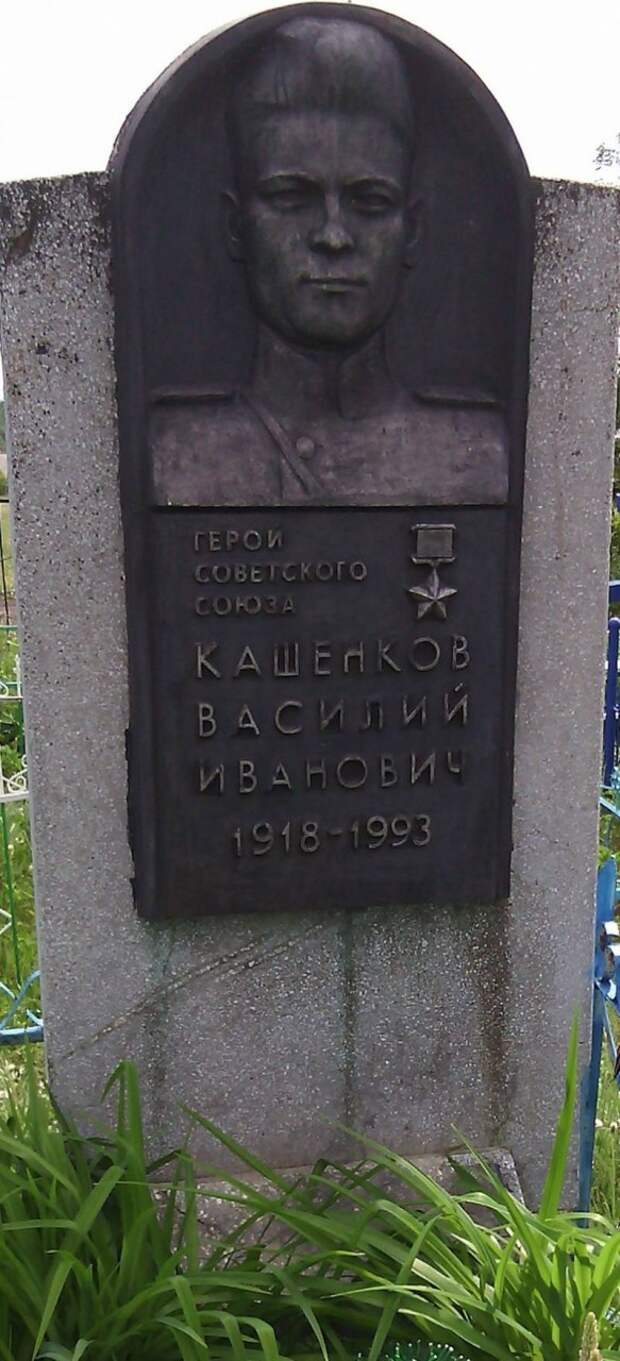 ГЕРОЙ
СОВЕТСКОГО
СОЮЗА
КАШЕНКОВ
ВАСИЛИЙ
ИВАНОВИЧ
1918-1993